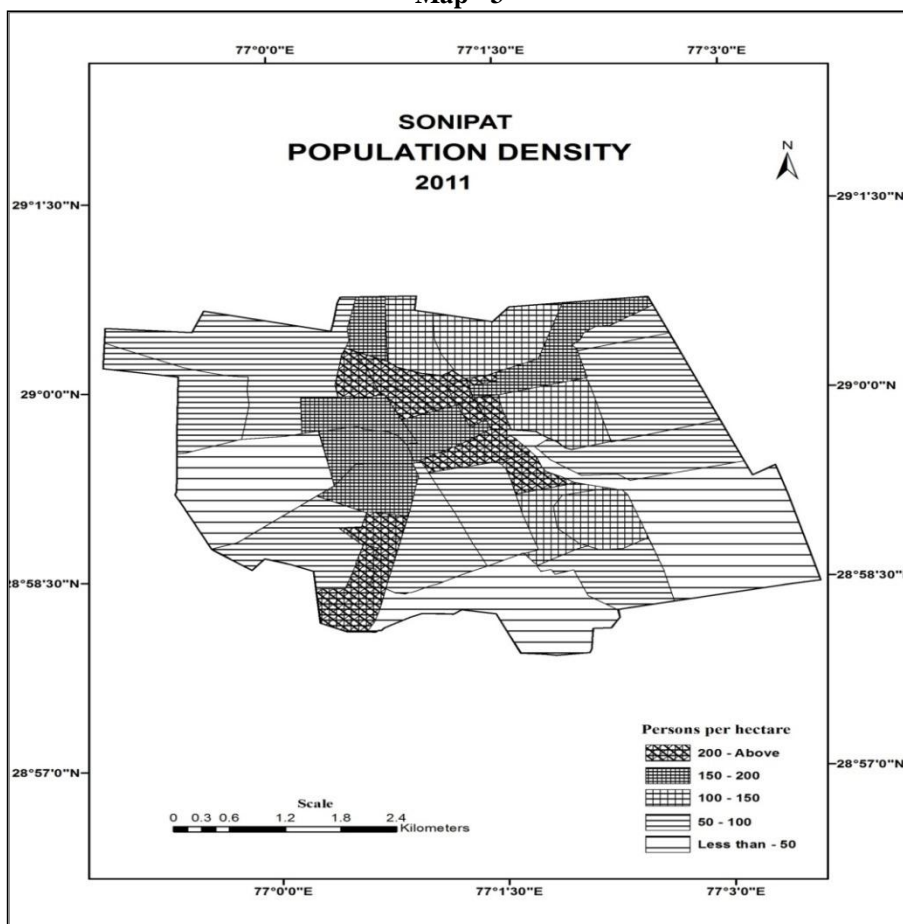 Map - 3
77°0'0"E 77°1'30"E 77°3'0"E
SONIPAT
POPULATION DENSITY
2011
N
29°1'30"N 29°1'30"N
29°0'0"N 29°0'0"N
28°58'30"N 28°58'30"N
Persons per hectare
200 - Above
150 - 200
100 - 150
50 - 100
Less than - 50
28°57'0"N 28°57'0"N
Scale
0 0.3 0.6 1.2 1.8 2.4
Kilometers
77°0'0"E 77°1'30"E 77°3'0"E